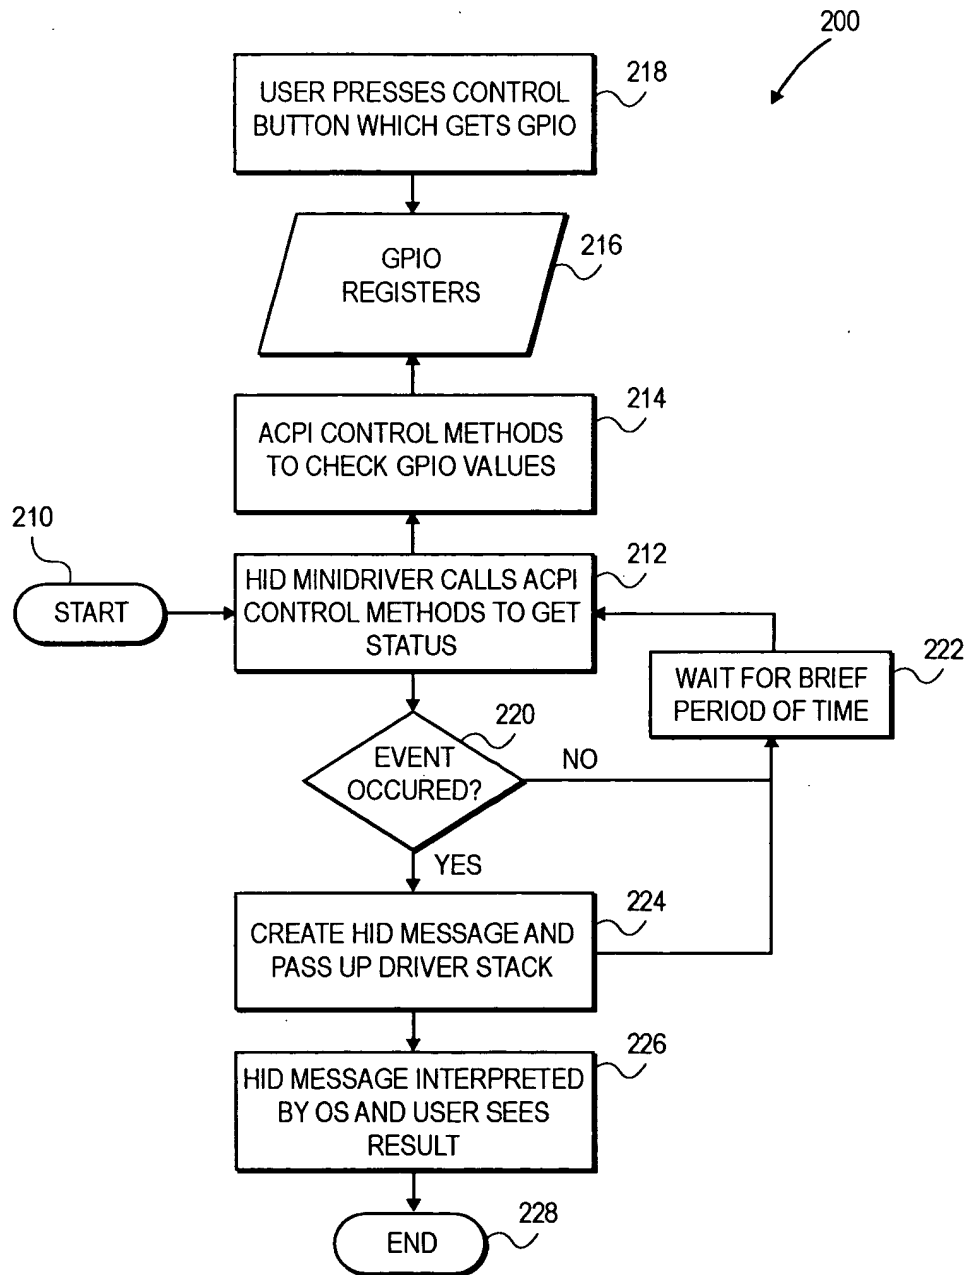 200
USER PRESSES CONTROL
BUTTON WHICH GETS GPIO
218
GPIO
REGISTERS
216
ACPI CONTROL METHODS
TO CHECK GPIO VALUES
214
210
START
HID MINIDRIVER CALLS ACPI
CONTROL METHODS TO GET
STATUS
212
WAIT FOR BRIEF
PERIOD OF TIME
222
EVENT
OCCURED?
220
NO
YES
CREATE HID MESSAGE AND
PASS UP DRIVER STACK
224
HID MESSAGE INTERPRETED
BY OS AND USER SEES
RESULT
226
END
228